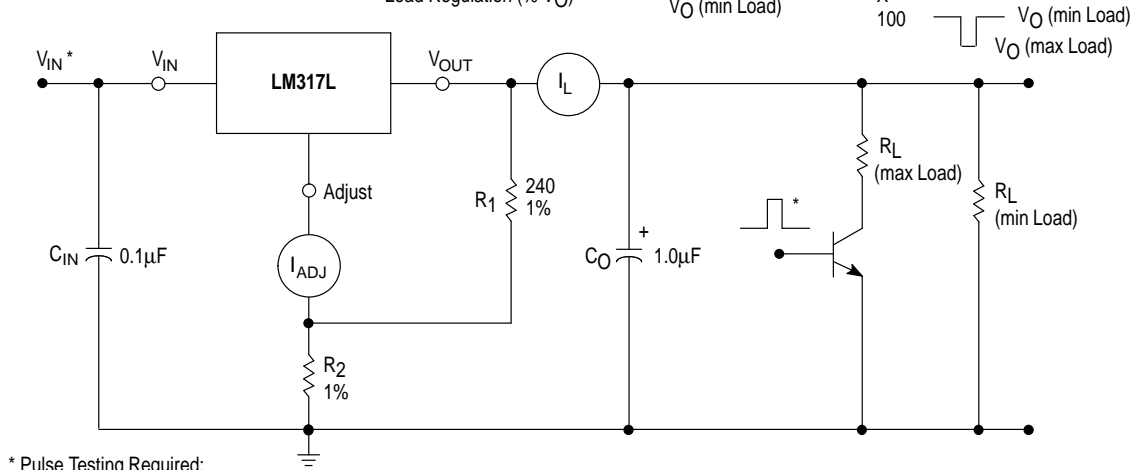 Load Regulation (% VO)
VO (min Load)
X
100
VO (min Load)
VO (max Load)
VIN *
VIN
LM317L
VOUT
IL
Adjust
R1
240
1%
RL
(max Load)
RL
(min Load)
*
CIN
0.1µF
IADJ
CO
+
1.0µF
R2
1%
* Pulse Testing Required: